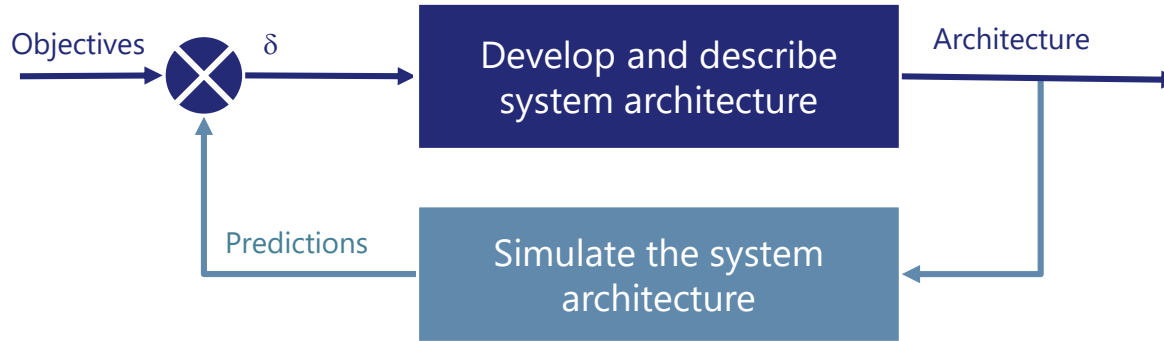 Objectives
δ
Develop and describe
system architecture
Architecture
Predictions
Simulate the system
architecture